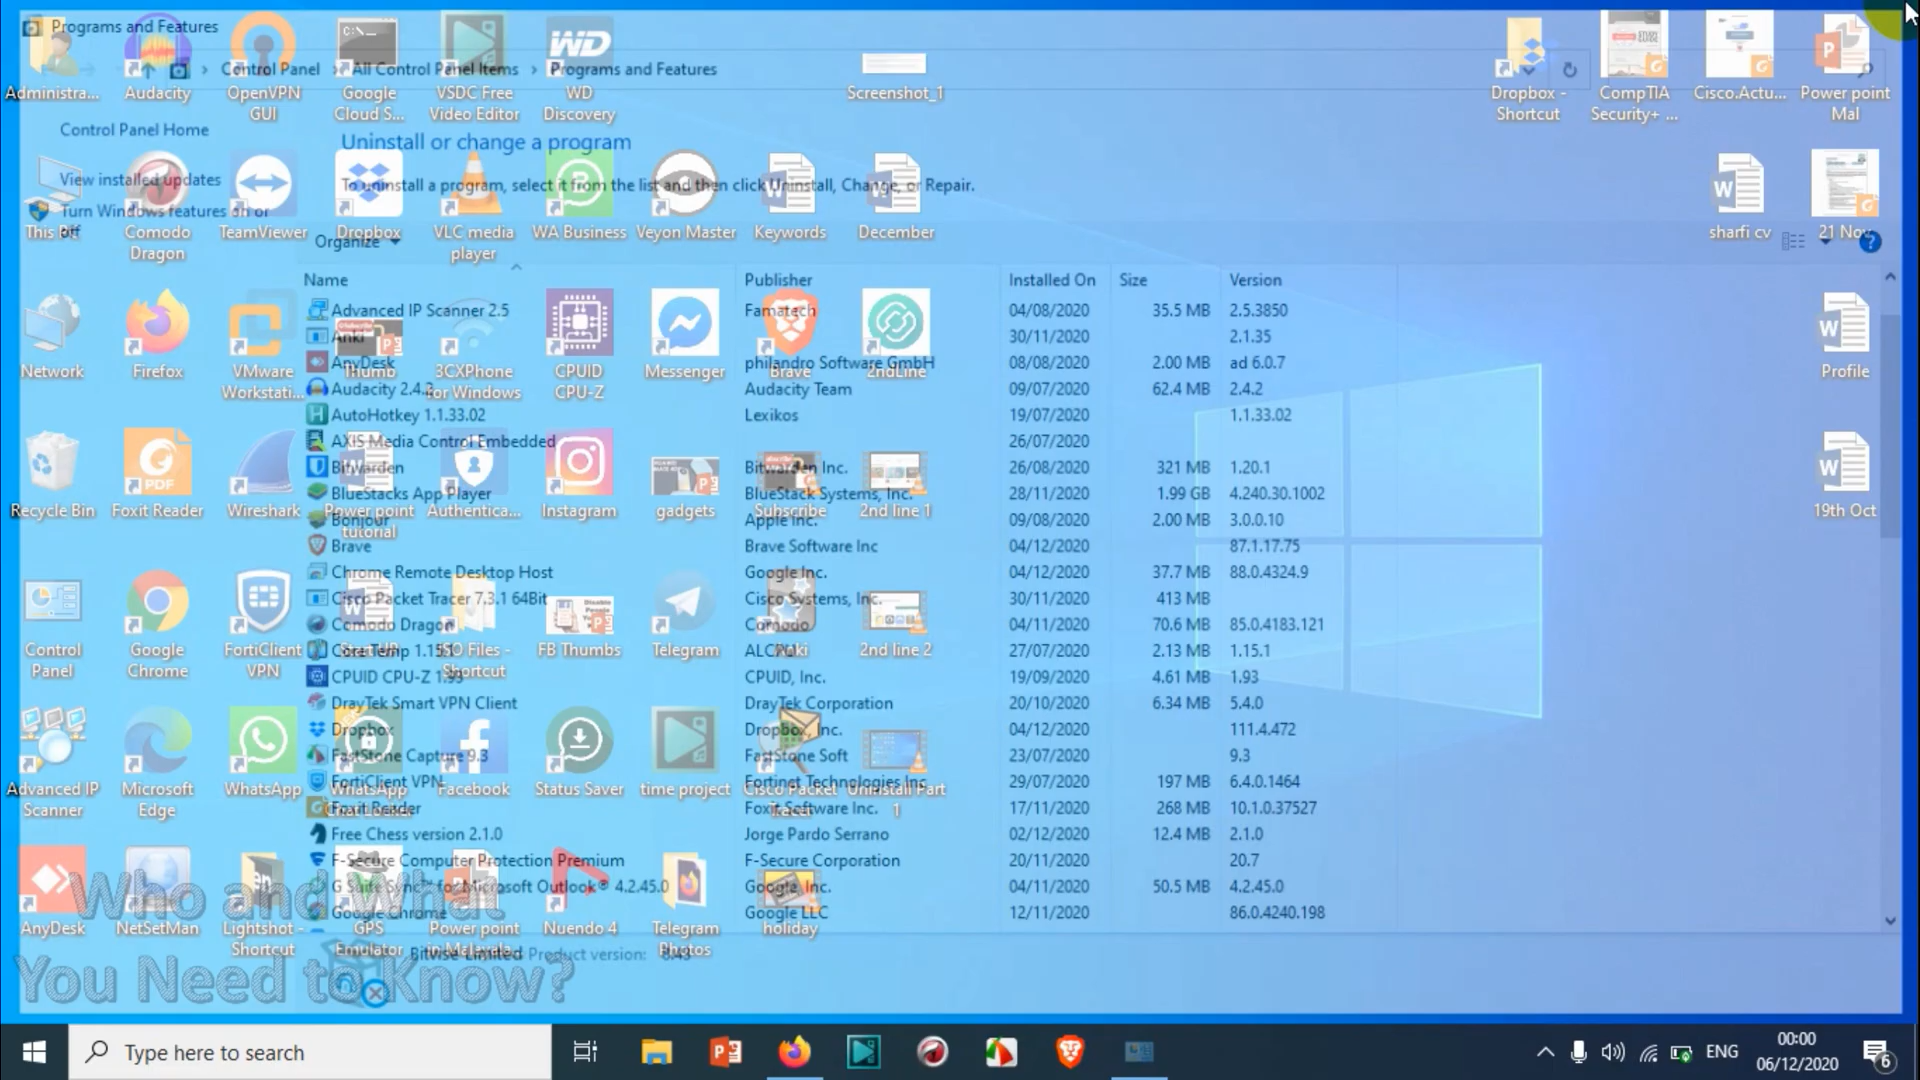 Programs and Features
Control Panel > All Control Panel Items > Programs and Features
Control Panel Home
View installed updates
Turn Windows features on or off
Uninstall or change a program
To uninstall a program, select it from the list and then click Uninstall, Change, or Repair.
Organize
Name Publisher Installed On Size Version
Advanced IP Scanner 2.5 Famatech 04/08/2020 35.5 MB 2.5.3850
Anki 30/11/2020 2.1.35
AnyDesk philandro Software GmbH 08/08/2020 2.00 MB ad 6.0.7
Audacity 2.4.2 Audacity Team 09/07/2020 62.4 MB 2.4.2
AutoHotkey 1.1.33.02 Lexikos 19/07/2020 1.1.33.02
AXIS Media Control Embedded 26/07/2020
Bitwarden Bitwarden Inc. 26/08/2020 321 MB 1.20.1
BlueStacks App Player BlueStack Systems, Inc. 28/11/2020 1.99 GB 4.240.30.1002
Bonjour Apple Inc. 09/08/2020 2.00 MB 3.0.0.10
Brave Brave Software Inc 04/12/2020 87.1.17.75
Chrome Remote Desktop Host Google Inc. 04/12/2020 37.7 MB 88.0.4324.9
Cisco Packet Tracer 7.3.1 64Bit Cisco Systems, Inc. 30/11/2020 413 MB
Comodo Dragon Comodo 04/11/2020 70.6 MB 85.0.4183.121
Core Temp 1.15.1 ALCPU 27/07/2020 2.13 MB 1.15.1
CPUID CPU-Z 1.93 CPUID, Inc. 19/09/2020 4.61 MB 1.93
DrayTek Smart VPN Client DrayTek Corporation 20/10/2020 6.34 MB 5.4.0
Dropbox Dropbox, Inc. 04/12/2020 111.4.472
FastStone Capture 9.3 FastStone Soft 23/07/2020 9.3
FortiClient VPN Fortinet Technologies Inc 29/07/2020 197 MB 6.4.0.1464
Foxit Reader Foxit Software Inc. 17/11/2020 268 MB 10.1.0.37527
Free Chess version 2.1.0 Jorge Pardo Serrano 02/12/2020 12.4 MB 2.1.0
F-Secure Computer Protection Premium F-Secure Corporation 20/11/2020 20.7
G Suite Sync™ for Microsoft Outlook® 4.2.45.0 Google, Inc. 04/11/2020 50.5 MB 4.2.45.0
Google Chrome Google LLC 12/11/2020 86.0.4240.198
Bitwise Limited Product version: 8.43
Administra...
Audacity
OpenVPN GUI
Google Cloud S...
VSDC Free Video Editor
WD
WD Discovery
Screenshot_1
Dropbox - Shortcut
CompTIA Security+ ...
Cisco.Actu...
Power point Mal
This PC
Comodo Dragon
TeamViewer
Dropbox
VLC media player
WA Business
Veyon Master
Keywords
December
sharfi cv
21 Nov
Network
Firefox
VMware Workstati...
Thumb
3CXPhone for Windows
CPUID CPU-Z
Messenger
Brave
2ndLine
Profile
Recycle Bin
Foxit Reader
Wireshark
Power point tutorial
Authentica...
Instagram
gadgets
Subscribe
2nd line 1
19th Oct
Control Panel
Google Chrome
FortiClient VPN
ISO Files - Shortcut
FB Thumbs
Telegram
Anki
2nd line 2
Advanced IP Scanner
Microsoft Edge
WhatsApp
WhatsApp
Facebook
Status Saver
time project
Cisco Packet Tracer
Uninstall Part 1
AnyDesk
NetSetMan
Lightshot - Shortcut
GPS Emulator
Power point in Malayala...
Nuendo 4
Telegram Photos
holiday
Who and What
You Need to Know?
Type here to search
ENG
00:00
06/12/2020
6